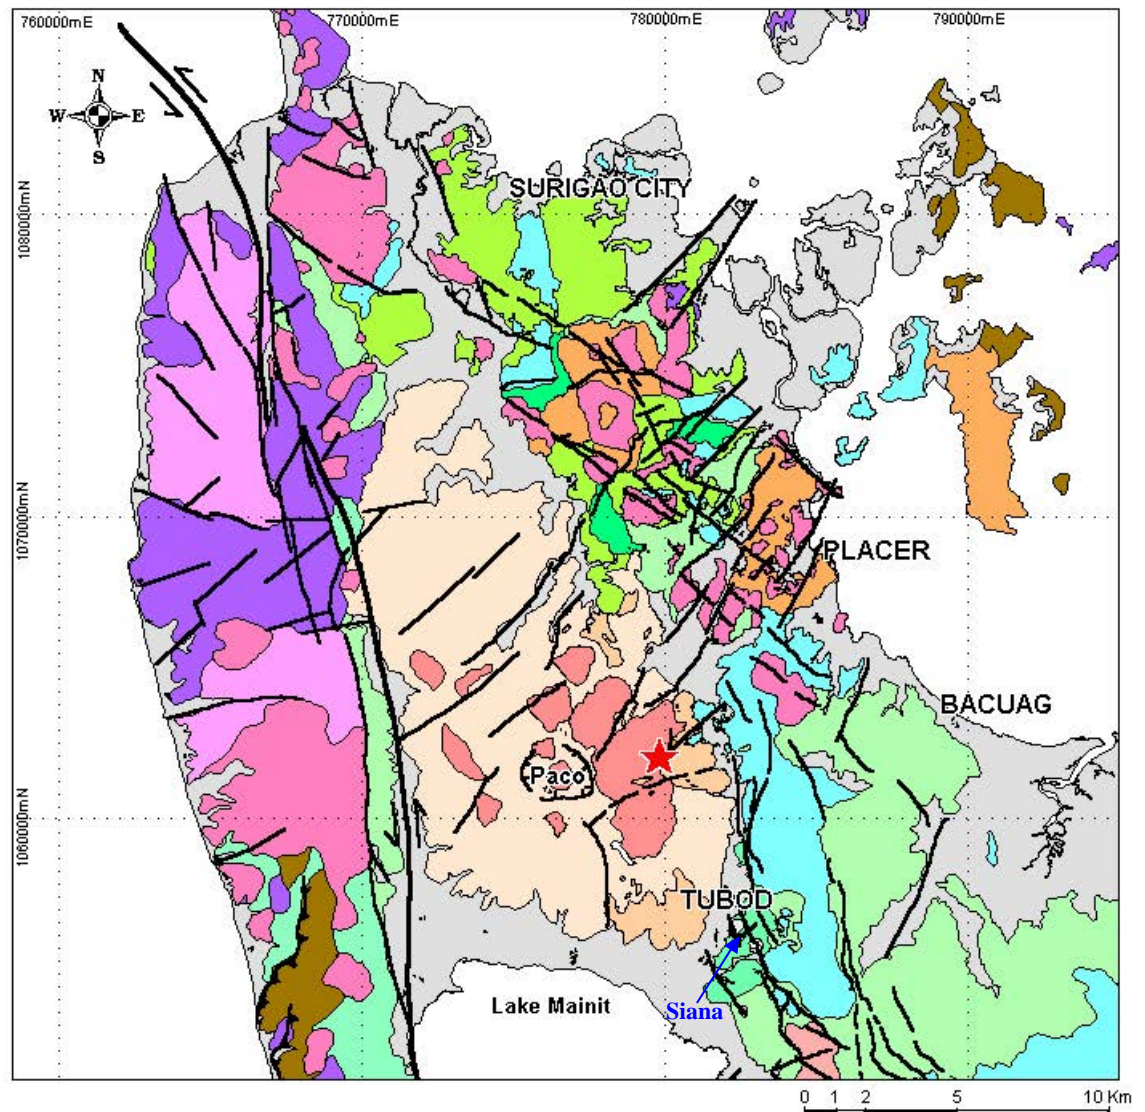 760000mE
770000mE
780000mE
790000mE
N
W E
S
SURIGAO CITY
1080000mN
1070000mN
PLACER
BACUAG
Paco
1060000mN
TUBOD
Lake Mainit
Siana
0 1 2 5 10 Km